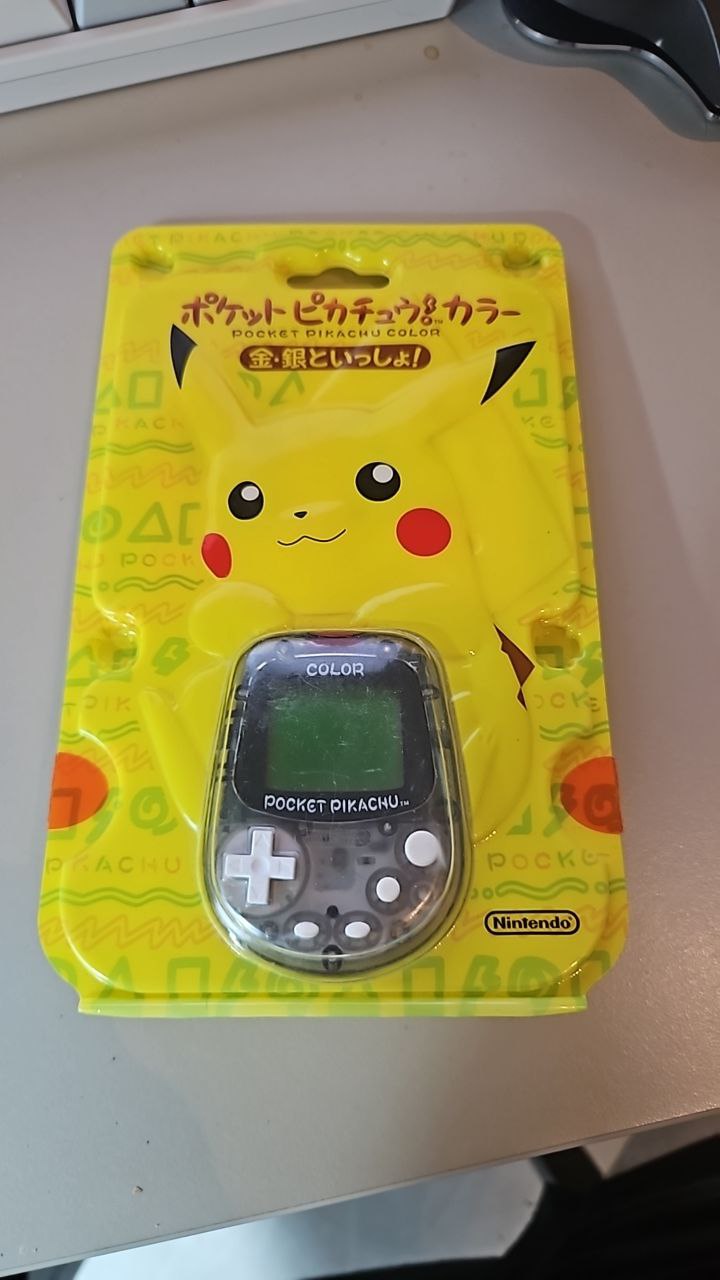 ポケットピカチュウカラー
POCKET PIKACHU COLOR
金・銀といっしょ!
COLOR
POCKET PIKACHU™
Nintendo®